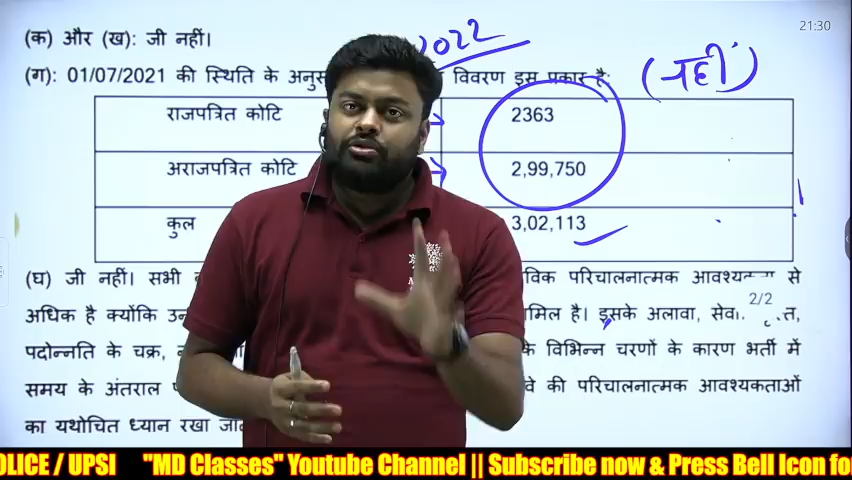 21:30
(क) और (ख): जी नहीं।
2022
(ग): 01/07/2021 की स्थिति के विवरण इस प्रकार है:
(नहीं)
राजपत्रित कोटि 2363
अराजपत्रित कोटि 2,99,750
कुल 3,02,113
(घ) जी नहीं। सभी परिचालनात्मक से
2/2
अधिक है क्योंकि है। इसके अलावा,
पदोन्नति के चक्र, के विभिन्न चरणों के कारण भर्ती में
समय के अंतराल की परिचालनात्मक आवश्यकताओं
का यथोचित ध्यान रखा
OLICE / UPSI "MD Classes" Youtube Channel || Subscribe now & Press Bell Icon fo